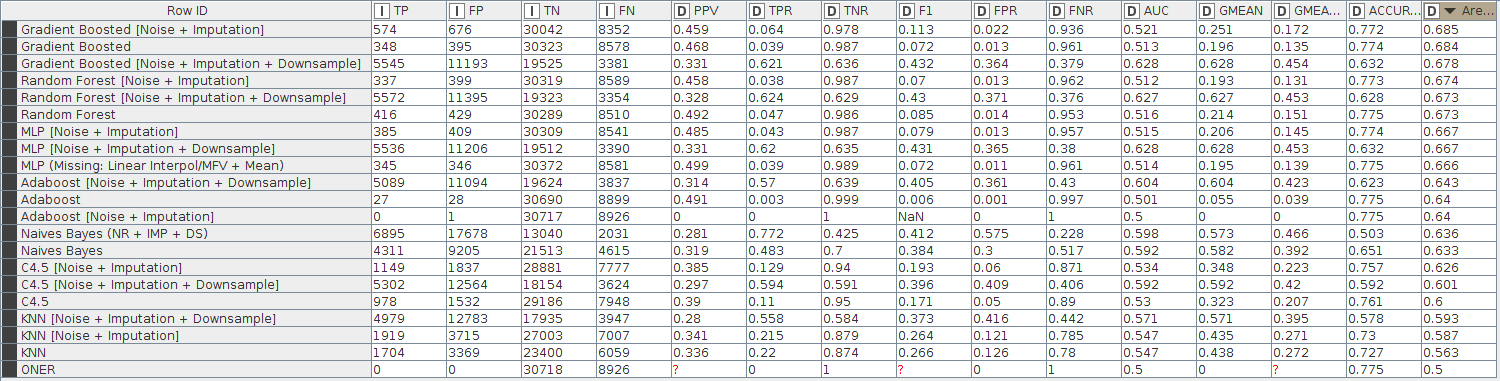 Row ID I TP I FP I TN I FN D PPV D TPR D TNR D F1 D FPR D FNR D AUC D GMEAN D GMEA... D ACCUR... D Are...
Gradient Boosted [Noise + Imputation] 574 676 30042 8352 0.459 0.064 0.978 0.113 0.022 0.936 0.521 0.251 0.172 0.772 0.685
Gradient Boosted 348 395 30323 8578 0.468 0.039 0.987 0.072 0.013 0.961 0.513 0.196 0.135 0.774 0.684
Gradient Boosted [Noise + Imputation + Downsample] 5545 11193 19525 3381 0.331 0.621 0.636 0.432 0.364 0.379 0.628 0.628 0.454 0.632 0.678
Random Forest [Noise + Imputation] 337 399 30319 8589 0.458 0.038 0.987 0.07 0.013 0.962 0.512 0.193 0.131 0.773 0.674
Random Forest [Noise + Imputation + Downsample] 5572 11395 19323 3354 0.328 0.624 0.629 0.43 0.371 0.376 0.627 0.627 0.453 0.628 0.673
Random Forest 416 429 30289 8510 0.492 0.047 0.986 0.085 0.014 0.953 0.516 0.214 0.151 0.775 0.673
MLP [Noise + Imputation] 385 409 30309 8541 0.485 0.043 0.987 0.079 0.013 0.957 0.515 0.206 0.145 0.774 0.667
MLP [Noise + Imputation + Downsample] 5536 11206 19512 3390 0.331 0.62 0.635 0.431 0.365 0.38 0.628 0.628 0.453 0.632 0.667
MLP (Missing: Linear Interpol/MFV + Mean) 345 346 30372 8581 0.499 0.039 0.989 0.072 0.011 0.961 0.514 0.195 0.139 0.775 0.666
Adaboost [Noise + Imputation + Downsample] 5089 11094 19624 3837 0.314 0.57 0.639 0.405 0.361 0.43 0.604 0.604 0.423 0.623 0.643
Adaboost 27 28 30690 8899 0.491 0.003 0.999 0.006 0.001 0.997 0.501 0.055 0.039 0.775 0.64
Adaboost [Noise + Imputation] 0 1 30717 8926 0 0 1 NaN 0 1 0.5 0 0 0.775 0.64
Naives Bayes (NR + IMP + DS) 6895 17678 13040 2031 0.281 0.772 0.425 0.412 0.575 0.228 0.598 0.573 0.466 0.503 0.636
Naives Bayes 4311 9205 21513 4615 0.319 0.483 0.7 0.384 0.3 0.517 0.592 0.582 0.392 0.651 0.633
C4.5 [Noise + Imputation] 1149 1837 28881 7777 0.385 0.129 0.94 0.193 0.06 0.871 0.534 0.348 0.223 0.757 0.626
C4.5 [Noise + Imputation + Downsample] 5302 12564 18154 3624 0.297 0.594 0.591 0.396 0.409 0.406 0.592 0.592 0.42 0.592 0.601
C4.5 978 1532 29186 7948 0.39 0.11 0.95 0.171 0.05 0.89 0.53 0.323 0.207 0.761 0.6
KNN [Noise + Imputation + Downsample] 4979 12783 17935 3947 0.28 0.558 0.584 0.373 0.416 0.442 0.571 0.571 0.395 0.578 0.593
KNN [Noise + Imputation] 1919 3715 27003 7007 0.341 0.215 0.879 0.264 0.121 0.785 0.547 0.435 0.271 0.73 0.587
KNN 1704 3369 23400 6059 0.336 0.22 0.874 0.266 0.126 0.78 0.547 0.438 0.272 0.727 0.563
ONER 0 0 30718 8926 ? 0 1 ? 0 1 0.5 0 ? 0.775 0.5